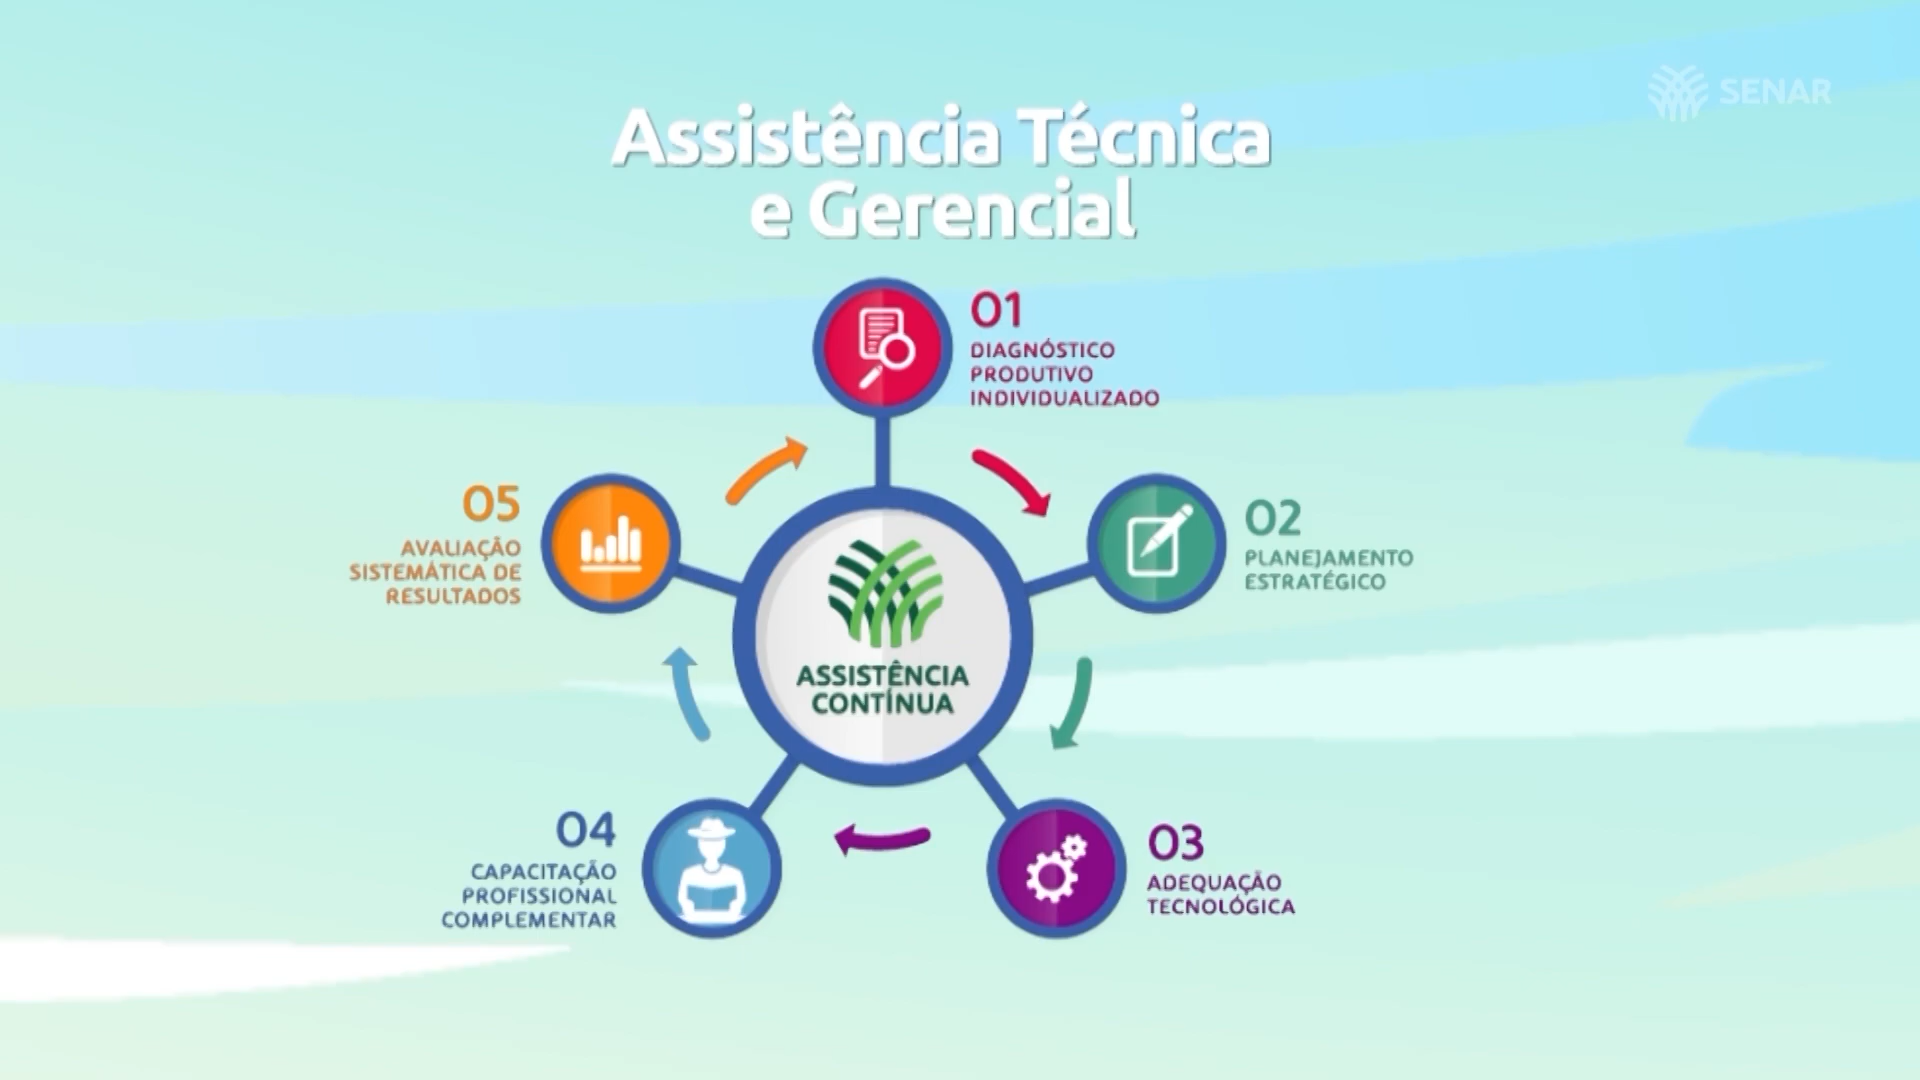 SENAR
Assistência Técnica
e Gerencial
01
DIAGNÓSTICO
PRODUTIVO
INDIVIDUALIZADO
02
PLANEJAMENTO
ESTRATÉGICO
03
ADEQUAÇÃO
TECNOLÓGICA
04
CAPACITAÇÃO
PROFISSIONAL
COMPLEMENTAR
05
AVALIAÇÃO
SISTEMÁTICA DE
RESULTADOS
ASSISTÊNCIA
CONTÍNUA